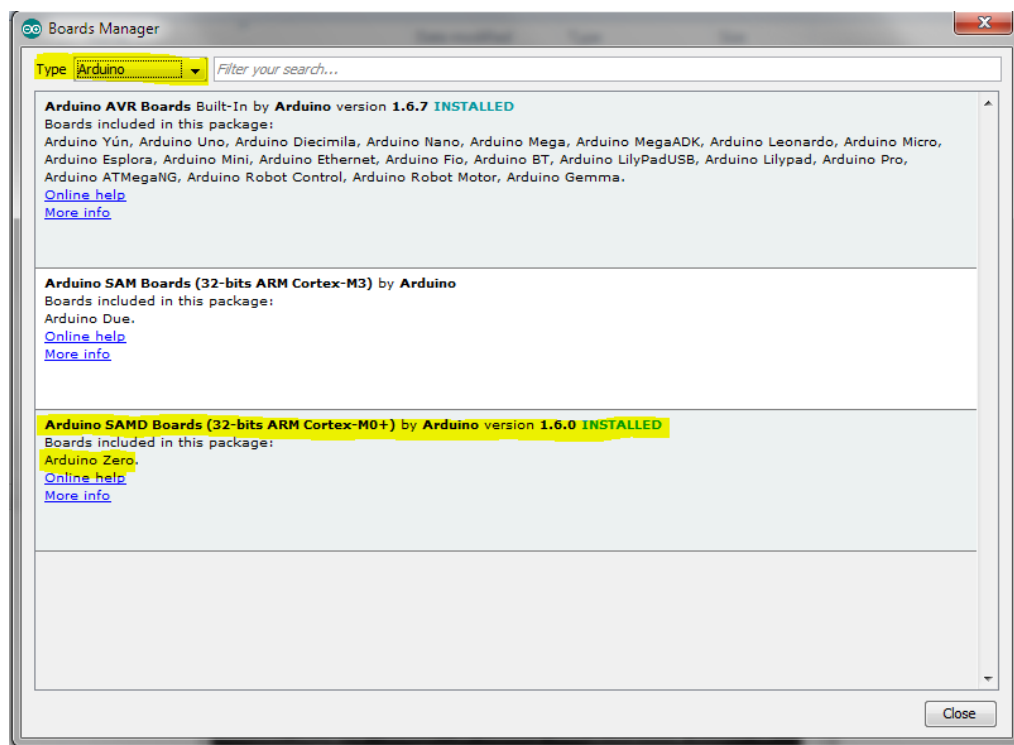 Boards Manager
Type Arduino Filter your search...
Arduino AVR Boards Built-In by Arduino version 1.6.7 INSTALLED
Boards included in this package:
Arduino Yún, Arduino Uno, Arduino Diecimila, Arduino Nano, Arduino Mega, Arduino MegaADK, Arduino Leonardo, Arduino Micro,
Arduino Esplora, Arduino Mini, Arduino Ethernet, Arduino Fio, Arduino BT, Arduino LilyPadUSB, Arduino Lilypad, Arduino Pro,
Arduino ATMegaNG, Arduino Robot Control, Arduino Robot Motor, Arduino Gemma.
Online help
More info
Arduino SAM Boards (32-bits ARM Cortex-M3) by Arduino
Boards included in this package:
Arduino Due.
Online help
More info
Arduino SAMD Boards (32-bits ARM Cortex-M0+) by Arduino version 1.6.0 INSTALLED
Boards included in this package:
Arduino Zero.
Online help
More info
Close